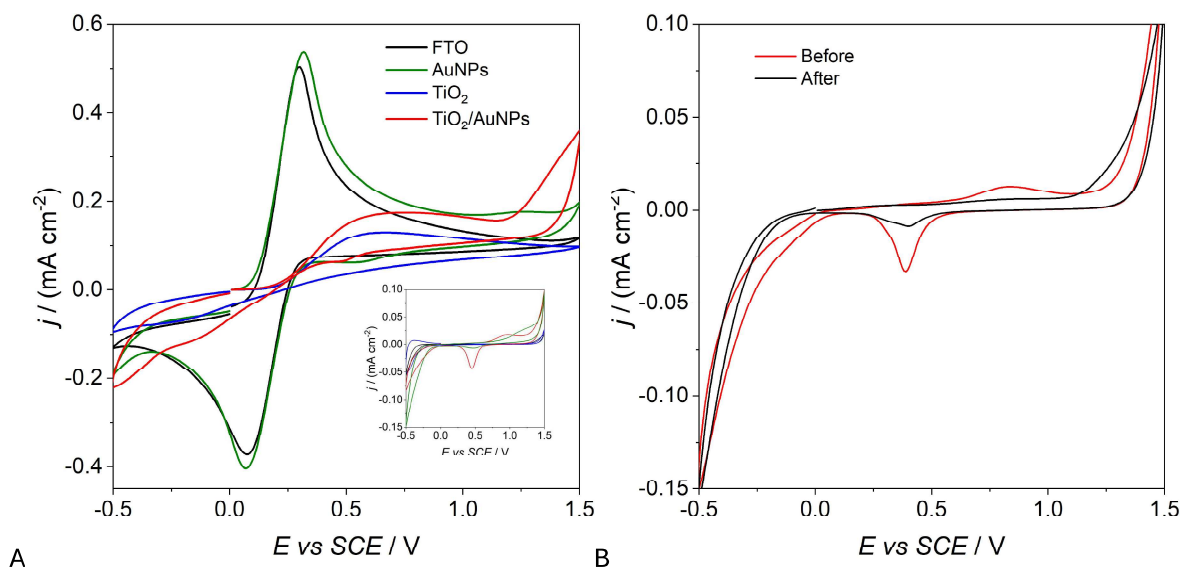 0.6
0.4
0.2
0.0
-0.2
-0.4
j / (mA cm⁻²)
-0.5 0.0 0.5 1.0 1.5
E vs SCE / V
FTO
AuNPs
TiO₂
TiO₂/AuNPs
0.10
0.05
0.00
-0.05
-0.10
-0.15
j / (mA cm⁻²)
-0.5 0.0 0.5 1.0 1.5
E vs SCE / V
A
0.10
0.05
0.00
-0.05
-0.10
-0.15
j / (mA cm⁻²)
-0.5 0.0 0.5 1.0 1.5
E vs SCE / V
Before
After
B